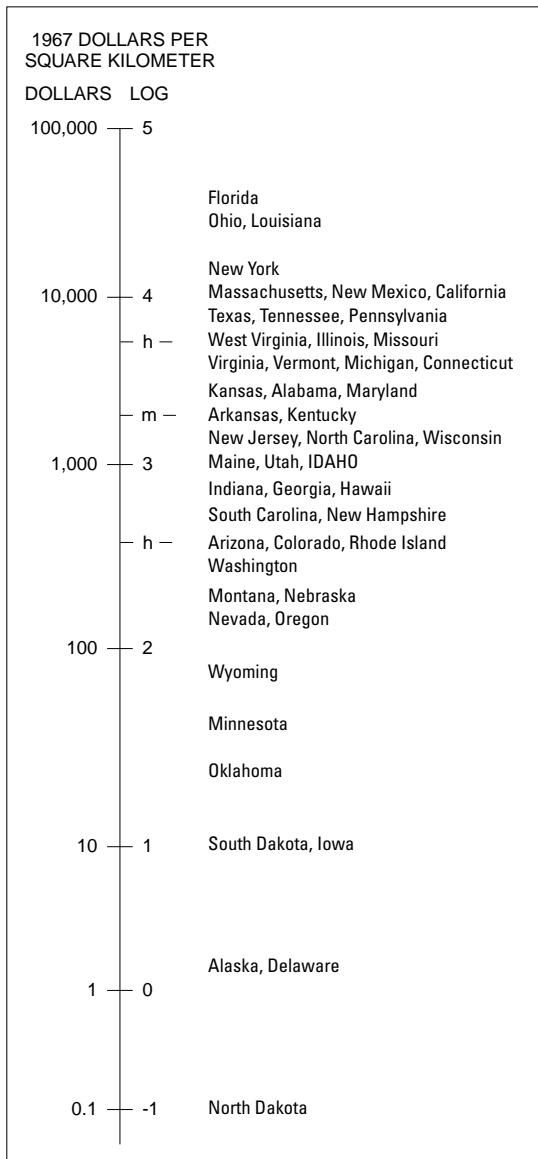 1967 DOLLARS PER
SQUARE KILOMETER
DOLLARS LOG
100,000 5
Florida
Ohio, Louisiana
New York
10,000 4 Massachusetts, New Mexico, California
Texas, Tennessee, Pennsylvania
h West Virginia, Illinois, Missouri
Virginia, Vermont, Michigan, Connecticut
Kansas, Alabama, Maryland
m Arkansas, Kentucky
New Jersey, North Carolina, Wisconsin
1,000 3 Maine, Utah, IDAHO
Indiana, Georgia, Hawaii
South Carolina, New Hampshire
h Arizona, Colorado, Rhode Island
Washington
Montana, Nebraska
Nevada, Oregon
100 2
Wyoming
Minnesota
Oklahoma
10 1 South Dakota, Iowa
Alaska, Delaware
1 0
0.1 -1 North Dakota